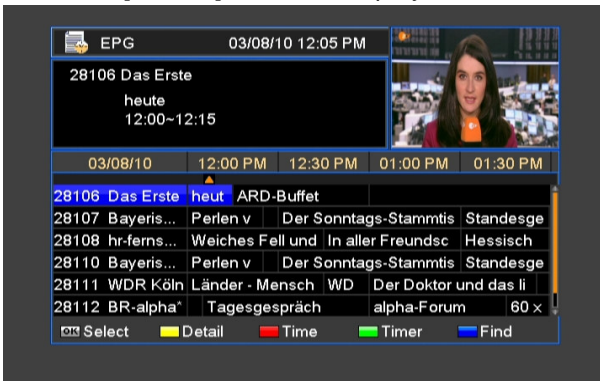 EPG 03/08/10 12:05 PM
28106 Das Erste
heute
12:00~12:15
03/08/10 12:00 PM 12:30 PM 01:00 PM 01:30 PM
28106 Das Erste heut ARD-Buffet
28107 Bayeris... Perlen v Der Sonntags-Stammtis Standesge
28108 hr-ferns... Weiches Fell und In aller Freundsc Hessisch
28110 Bayeris... Perlen v Der Sonntags-Stammtis Standesge
28111 WDR Köln Länder - Mensch WD Der Doktor und das li
28112 BR-alpha* Tagesgespräch alpha-Forum 60 x
OK Select Detail Time Timer Find